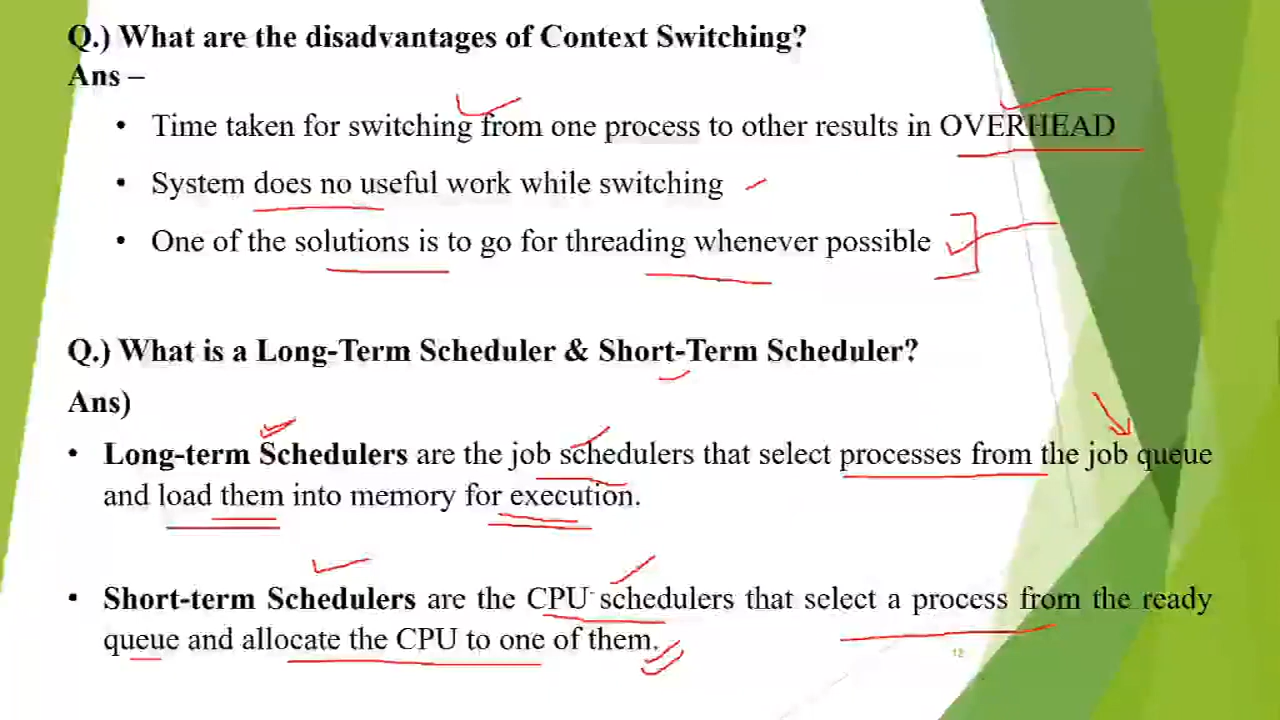 Q.) What are the disadvantages of Context Switching?
Ans –
• Time taken for switching from one process to other results in OVERHEAD
• System does no useful work while switching
• One of the solutions is to go for threading whenever possible
Q.) What is a Long-Term Scheduler & Short-Term Scheduler?
Ans)
• Long-term Schedulers are the job schedulers that select processes from the job queue
and load them into memory for execution.
• Short-term Schedulers are the CPU schedulers that select a process from the ready
queue and allocate the CPU to one of them.
12